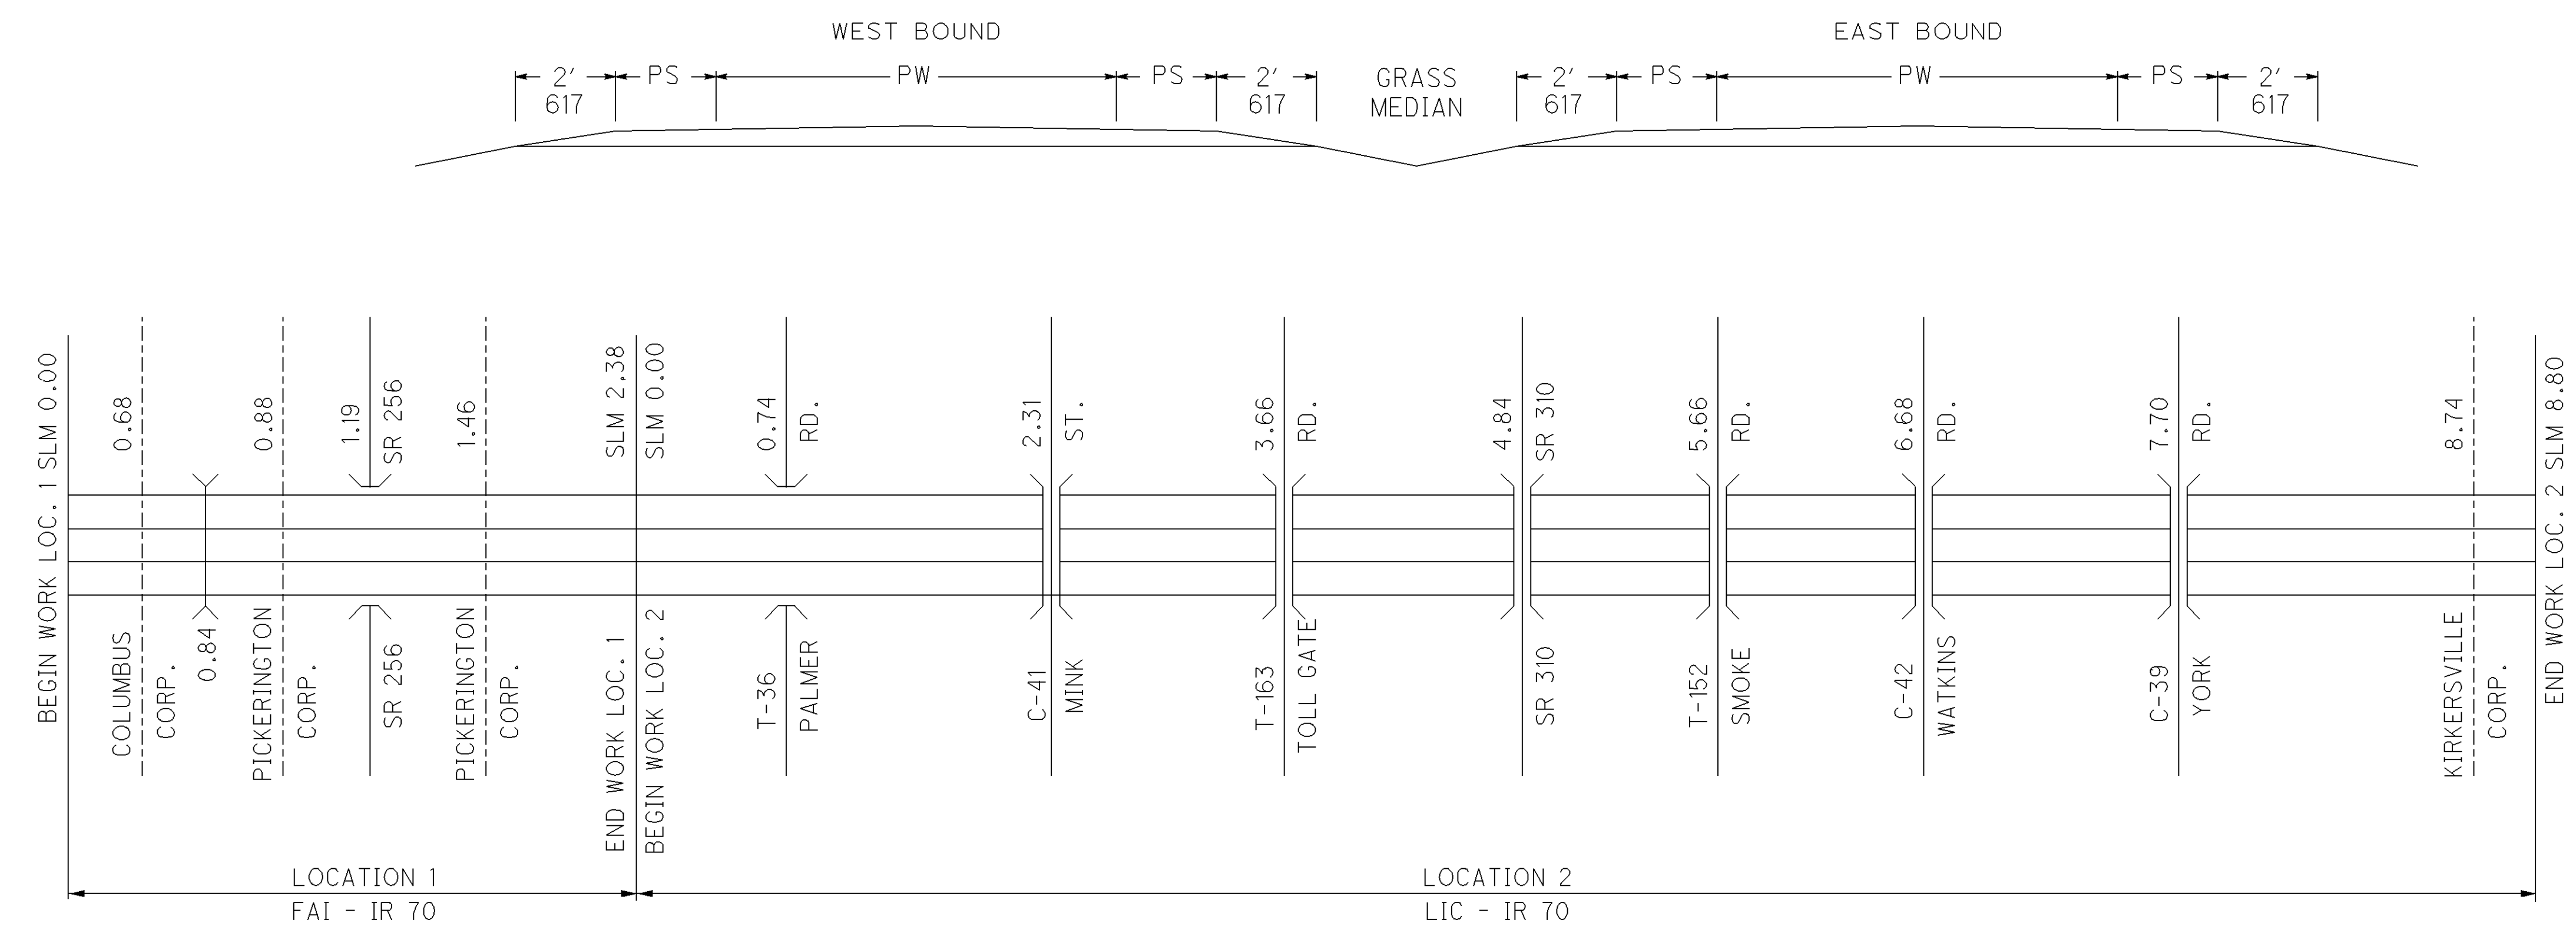 WEST BOUND
EAST BOUND
2' PS PW PS 2'
617 617
GRASS
MEDIAN
2' PS PW PS 2'
617 617
BEGIN WORK LOC. 1 SLM 0.00
0.68
COLUMBUS
CORP.
0.84
0.88
PICKERINGTON
CORP.
1.19
SR 256
SR 256
1.46
PICKERINGTON
CORP.
SLM 2.38
END WORK LOC. 1
SLM 0.00
BEGIN WORK LOC. 2
0.74
RD.
T-36
PALMER
2.31
ST.
C-41
MINK
3.66
RD.
T-163
TOLL GATE
4.84
SR 310
SR 310
5.66
RD.
T-152
SMOKE
6.68
RD.
C-42
WATKINS
7.70
RD.
C-39
YORK
8.74
KIRKERSVILLE
CORP.
END WORK LOC. 2 SLM 8.80
LOCATION 1
FAI - IR 70
LOCATION 2
LIC - IR 70